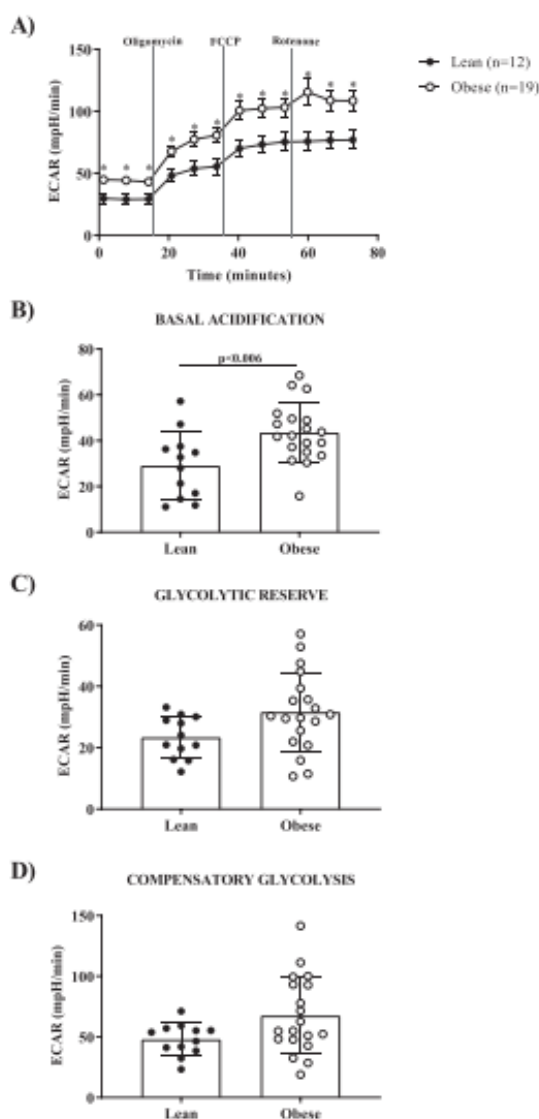 A)
Oligomycin FCCP Rotenone
Lean (n=12)
Obese (n=19)
ECAR (mpH/min)
150
100
50
0
* * * * * * * * * * * *
0 20 40 60 80
Time (minutes)
B)
BASAL ACIDIFICATION
p<0.006
ECAR (mpH/min)
80
60
40
20
0
Lean Obese
C)
GLYCOLYTIC RESERVE
ECAR (mpH/min)
60
40
20
0
Lean Obese
D)
COMPENSATORY GLYCOLYSIS
ECAR (mpH/min)
150
100
50
0
Lean Obese